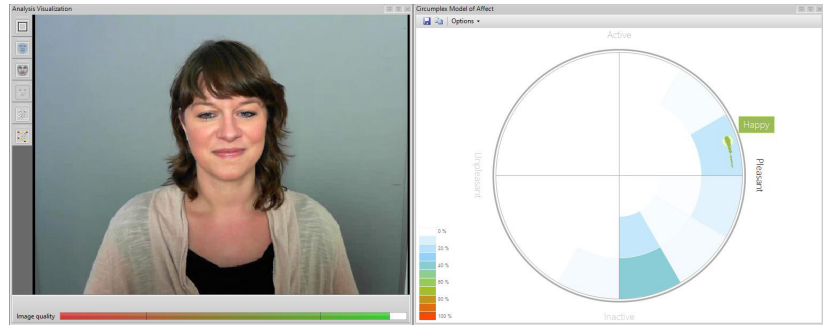 Analysis Visualization
Image quality
Circumplex Model of Affect
Options
Active
Happy
Unpleasant
Pleasant
0 %
20 %
40 %
60 %
80 %
100 %
Inactive